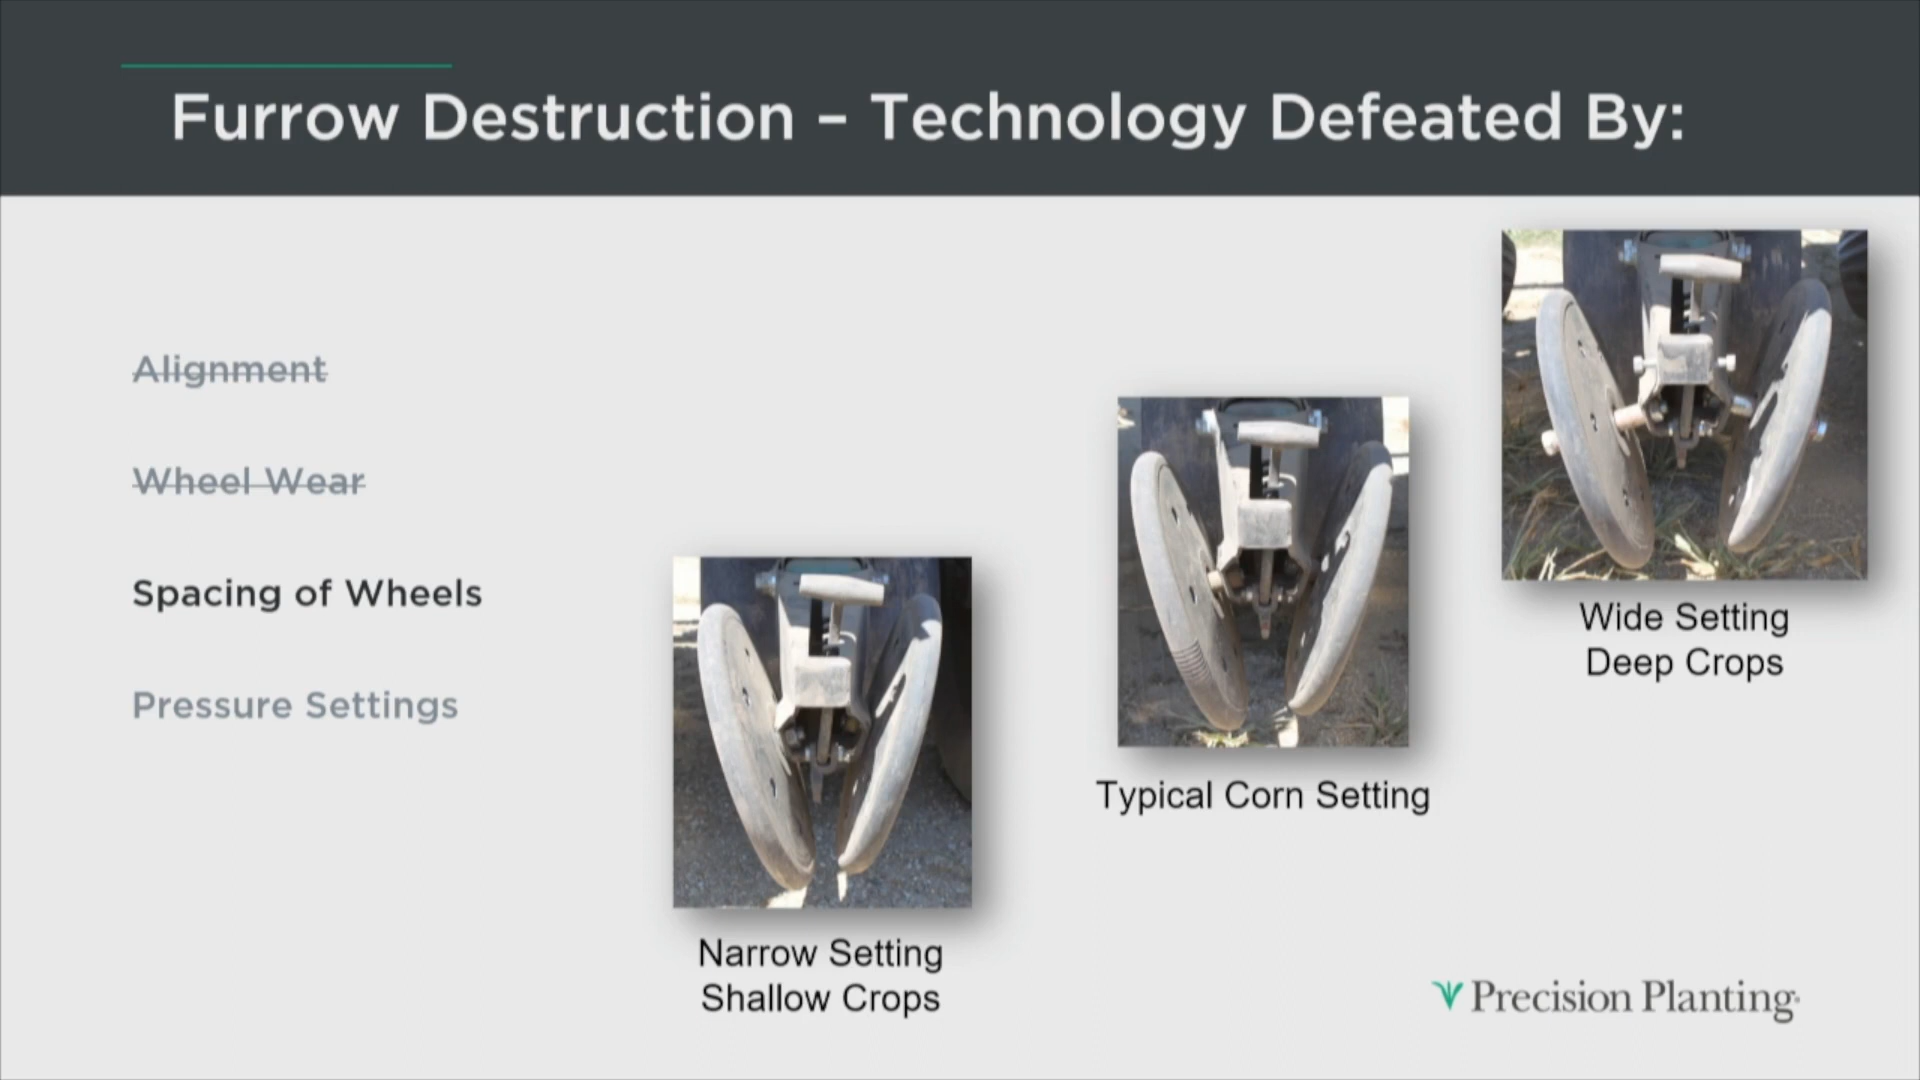 Furrow Destruction – Technology Defeated By:
Alignment
Wheel Wear
Spacing of Wheels
Pressure Settings
Narrow Setting
Shallow Crops
Typical Corn Setting
Wide Setting
Deep Crops
Precision Planting